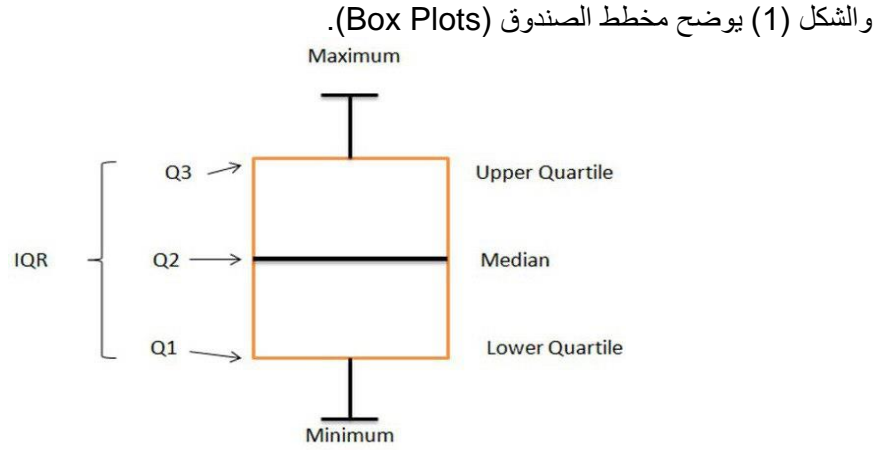 والشكل (1) يوضح مخطط الصندوق (Box Plots).
Maximum
Q3
Upper Quartile
IQR
Q2
Median
Q1
Lower Quartile
Minimum